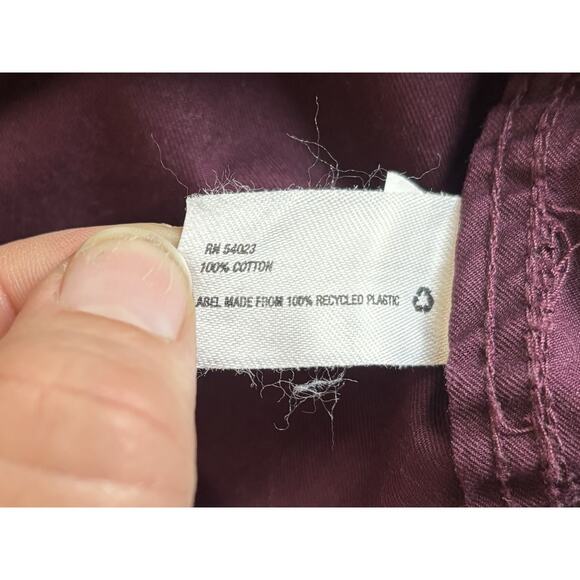 RN 54023
100% COTTON
ABEL MADE FROM 100% RECYCLED PLASTIC